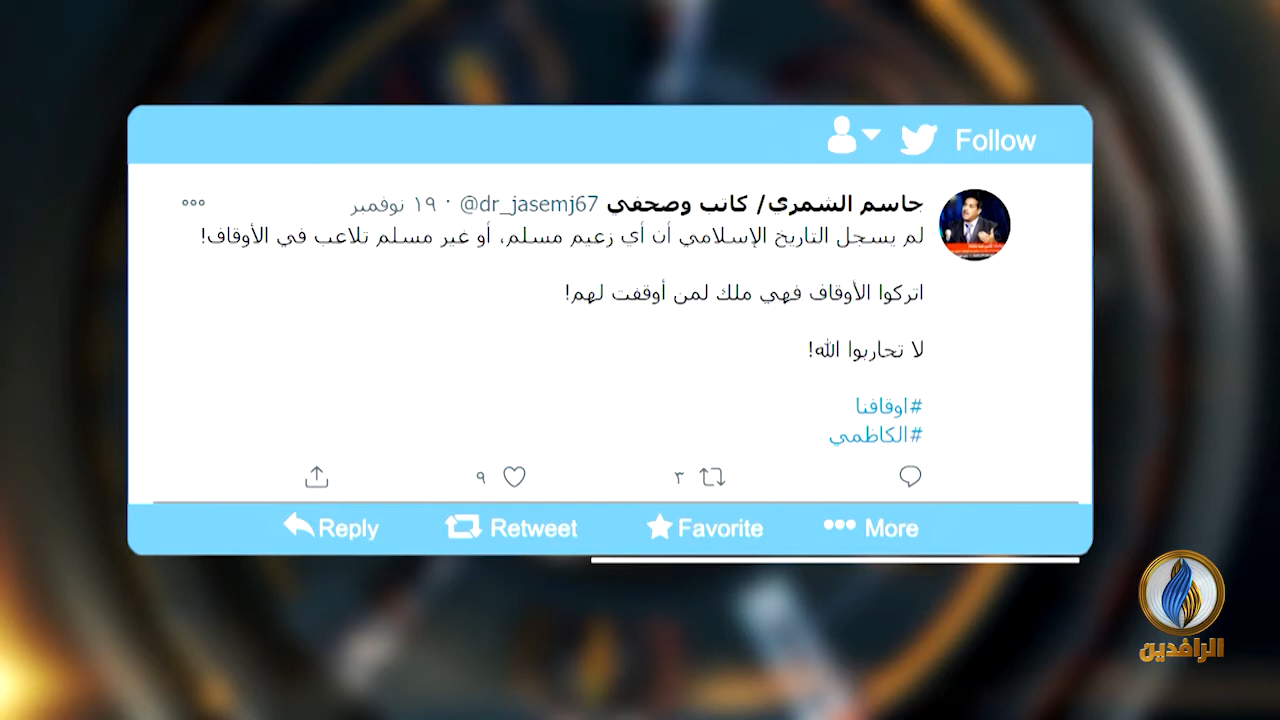 Follow
جاسم الشمري/ كاتب وصحفي @dr_jasemj67 · ١٩ نوفمبر
لم يسجل التاريخ الإسلامي أن أي زعيم مسلم، أو غير مسلم تلاعب في الأوقاف!
اتركوا الأوقاف فهي ملك لمن أوقفت لهم!
لا تحاربوا الله!
#اوقافنا
#الكاظمي
٣ ٩
Reply Retweet Favorite More
الرافدين